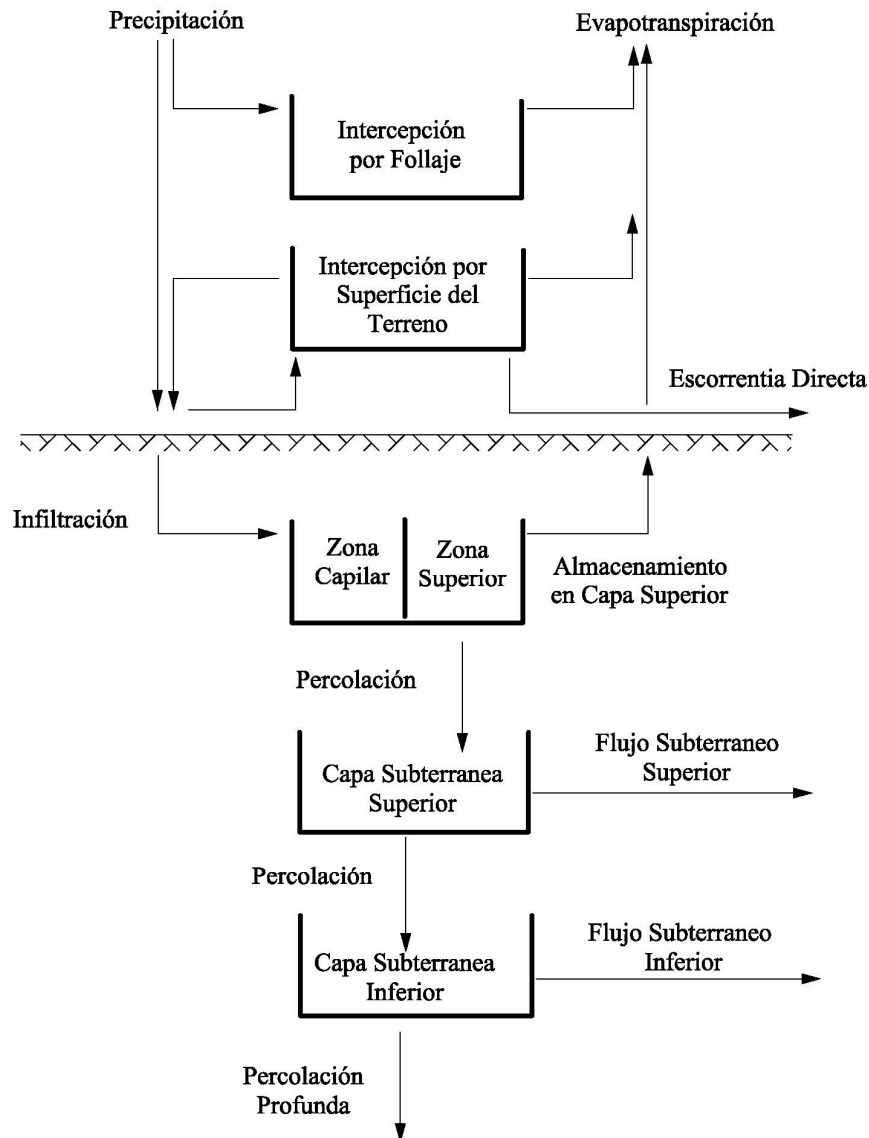 Precipitación
Evapotranspiración
Intercepción
por Follaje
Intercepción por
Superficie del
Terreno
Escorrentia Directa
Infiltración
Zona
Capilar
Zona
Superior
Almacenamiento
en Capa Superior
Percolación
Capa Subterranea
Superior
Flujo Subterraneo
Superior
Percolación
Capa Subterranea
Inferior
Flujo Subterraneo
Inferior
Percolación
Profunda